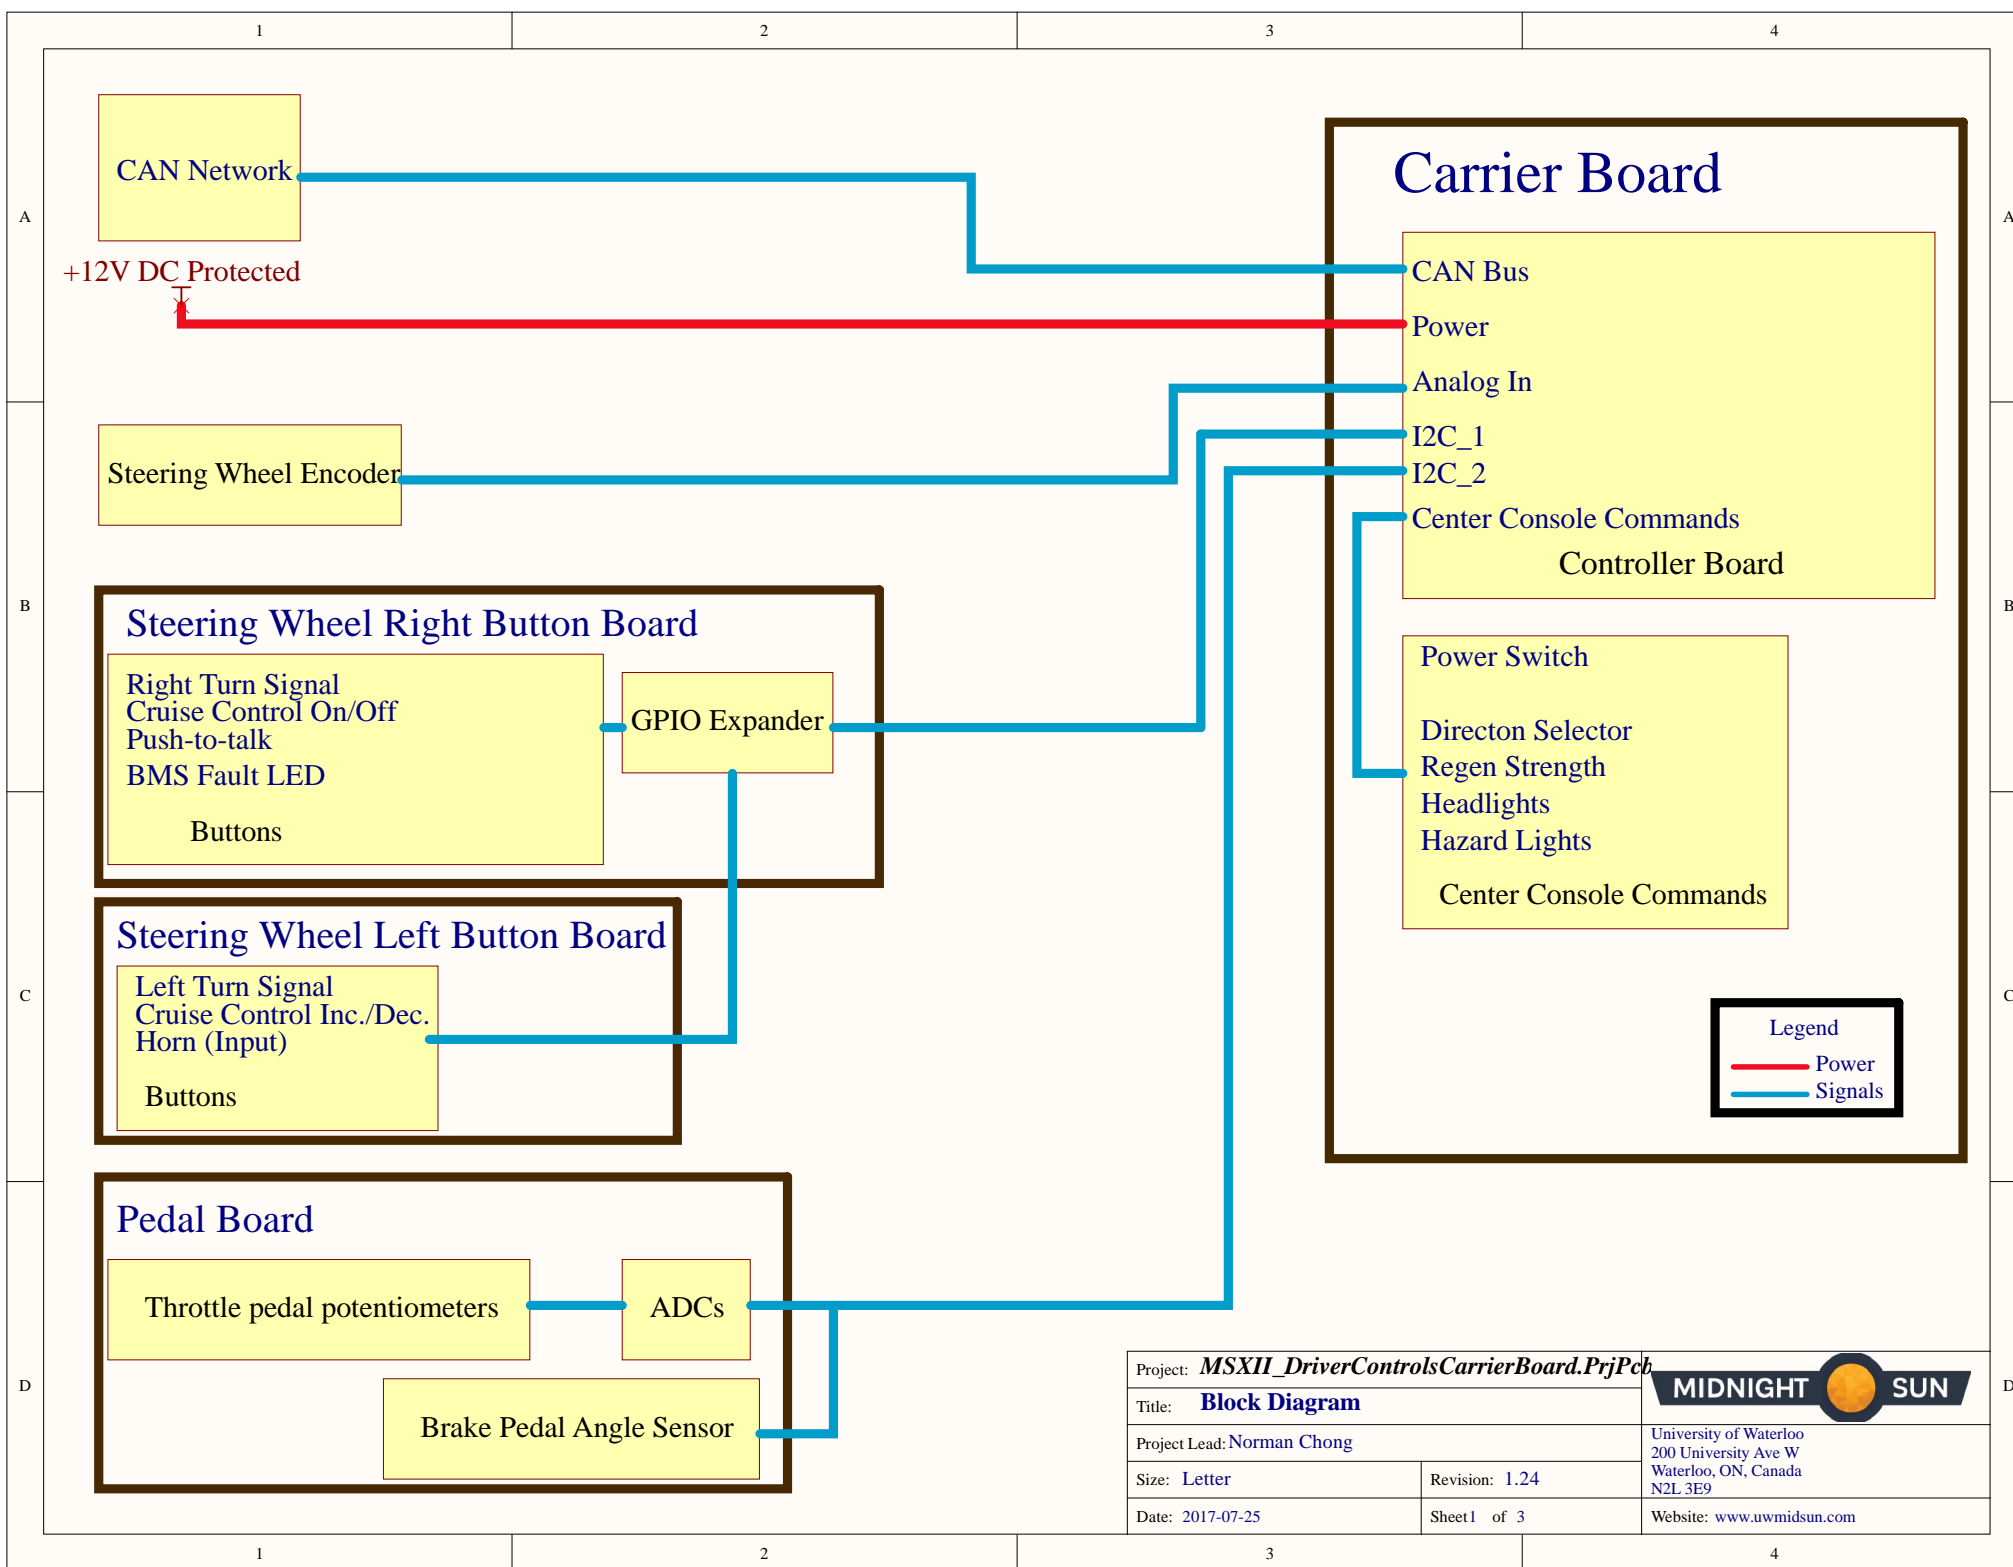 1 2 3 4
A A
B B
C C
D D
CAN Network
+12V DC Protected
Steering Wheel Encoder
Steering Wheel Right Button Board
Right Turn Signal
Cruise Control On/Off
Push-to-talk
BMS Fault LED
Buttons
GPIO Expander
Steering Wheel Left Button Board
Left Turn Signal
Cruise Control Inc./Dec.
Horn (Input)
Buttons
Pedal Board
Throttle pedal potentiometers
ADCs
Brake Pedal Angle Sensor
Carrier Board
CAN Bus
Power
Analog In
I2C_1
I2C_2
Center Console Commands
Controller Board
Power Switch
Directon Selector
Regen Strength
Headlights
Hazard Lights
Center Console Commands
Legend
Power
Signals
Project: MSXII_DriverControlsCarrierBoard.PrjPcb
Title: Block Diagram
Project Lead: Norman Chong
Size: Letter
Revision: 1.24
Date: 2017-07-25
Sheet1 of 3
MIDNIGHT SUN
University of Waterloo
200 University Ave W
Waterloo, ON, Canada
N2L 3E9
Website: www.uwmidsun.com
1 2 3 4